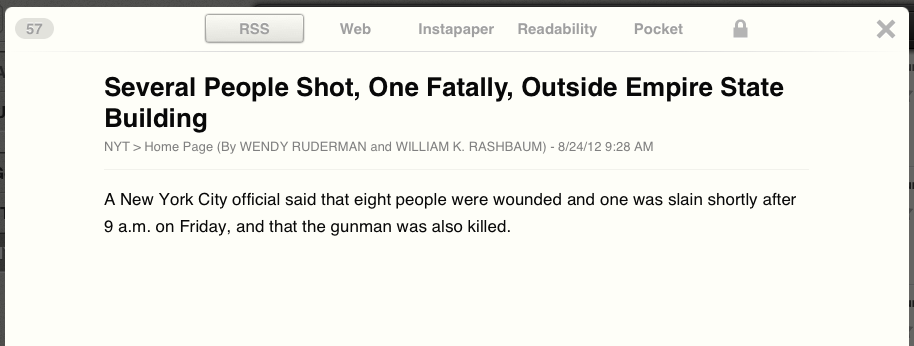 57 RSS Web Instapaper Readability Pocket
Several People Shot, One Fatally, Outside Empire State
Building
NYT > Home Page (By WENDY RUDERMAN and WILLIAM K. RASHBAUM) - 8/24/12 9:28 AM
A New York City official said that eight people were wounded and one was slain shortly after
9 a.m. on Friday, and that the gunman was also killed.